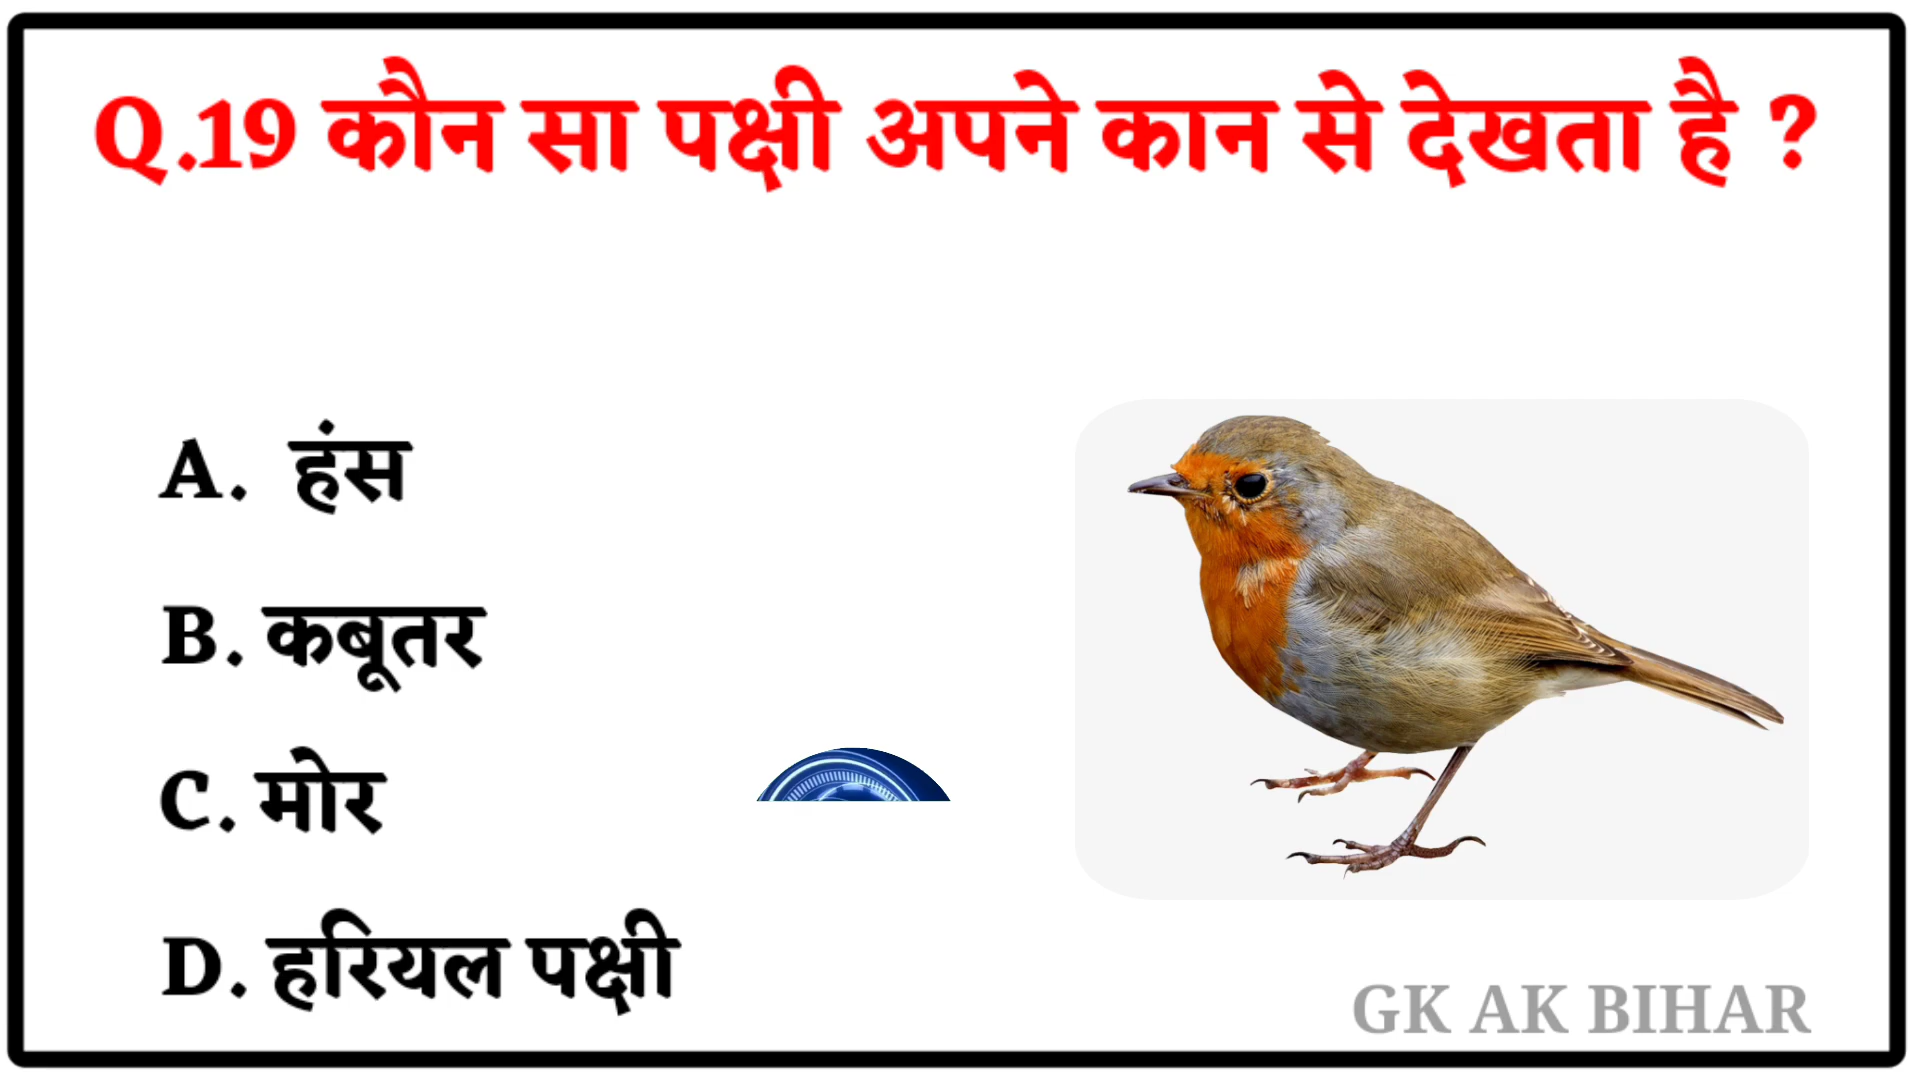 Q.19 कौन सा पक्षी अपने कान से देखता है ?
A. हंस
B. कबूतर
C. मोर
D. हरियल पक्षी
GK AK BIHAR